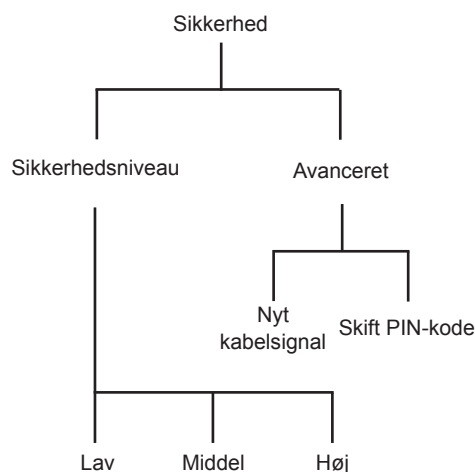 Sikkerhed
Sikkerhedsniveau
Avanceret
Nyt
kabelsignal
Skift PIN-kode
Lav
Middel
Høj